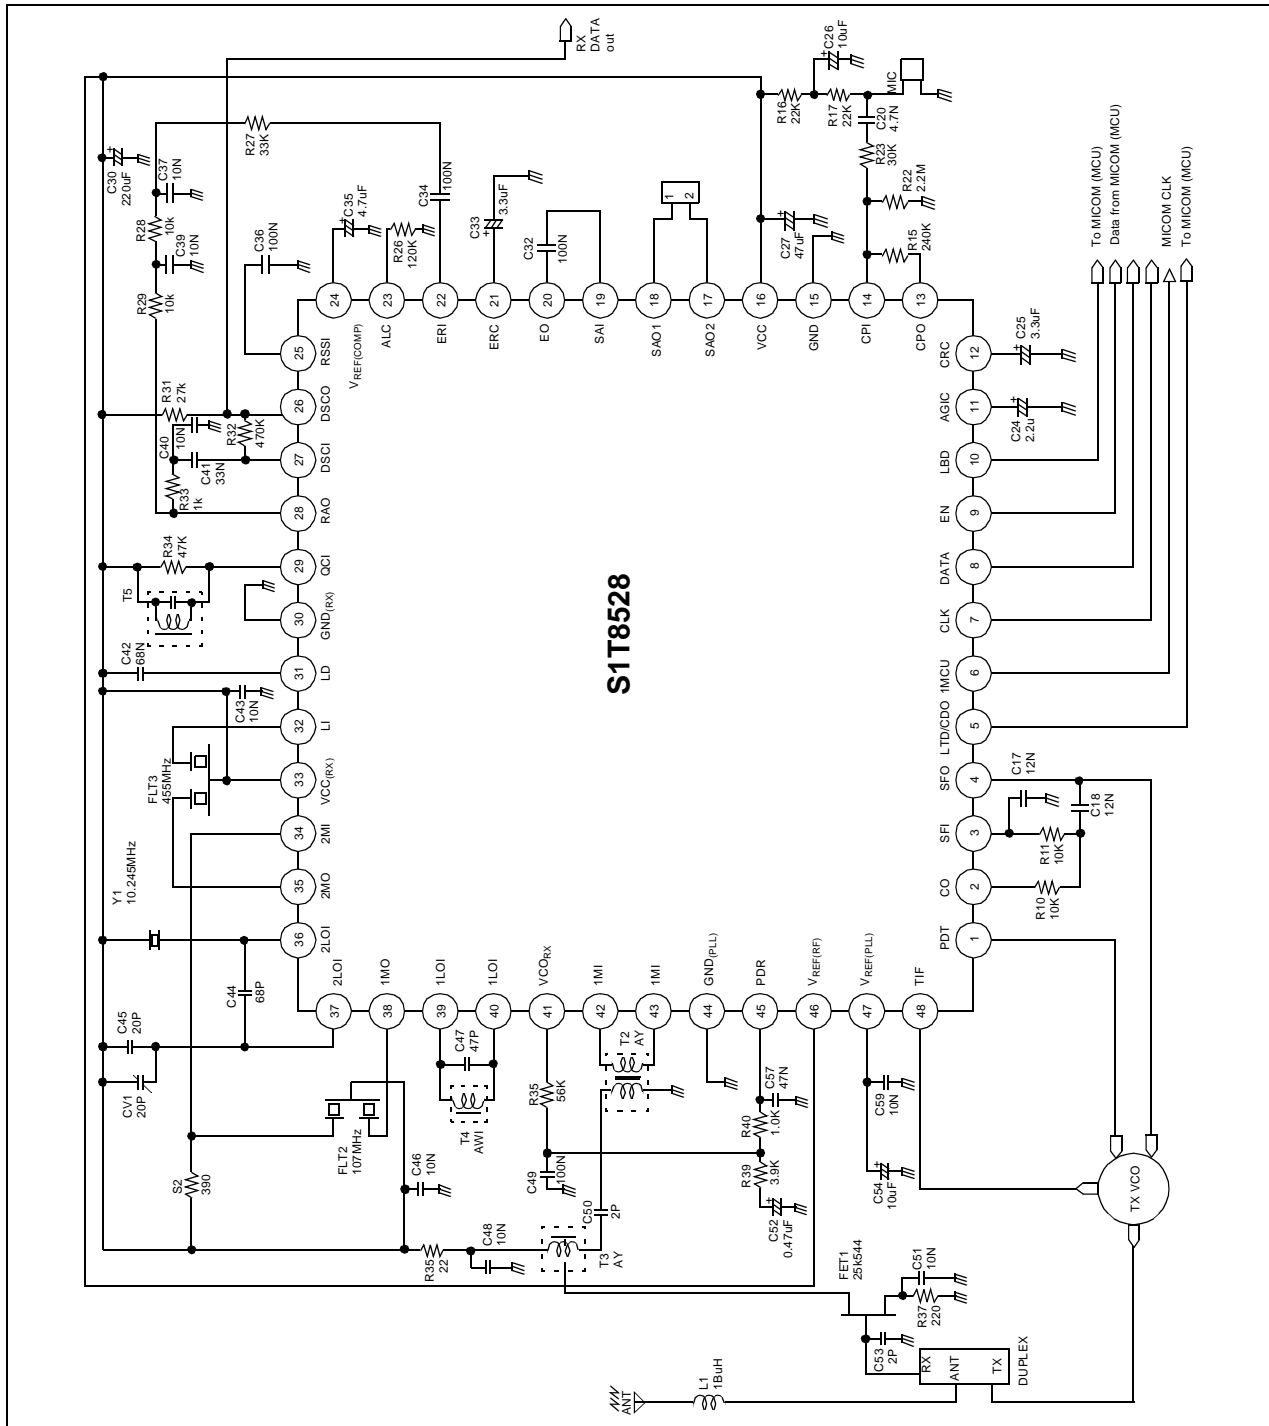 RX
DATA
out
C26
10uF
MIC
R16
22K
R17
22K
C20
4.7N
R23
30K
R22
2.2M
R15
240K
C27
47uF
R27
33K
C30
220uF
C37
10N
R28
10k
C39
10N
R29
10k
C36
100N
C35
4.7uF
R26
120K
C34
100N
C33
3.3uF
C32
100N
1
2
24
23
22
21
20
19
18
17
16
15
14
13
VREF(COMP)
ALC
ERI
ERC
EO
SAI
SAO1
SAO2
VCC
GND
CPI
CPO
To MICOM (MCU)
Data from MICOM (MCU)
MICOM CLK
To MICOM (MCU)
R31
27k
C40
10N
R32
470K
C41
33N
R33
1k
R34
47K
T5
C42
68N
C43
10N
FLT3
455MHz
Y1
10.245MHz
25
RSSI
26
DSCO
27
DSCI
28
RAO
29
QCI
30
GND(RX)
31
LD
32
LI
33
VCC(RX)
34
2MI
35
2MO
36
2LOI
S1T8528
CRC
12
AGIC
11
LBD
10
EN
9
DATA
8
CLK
7
1MCU
6
LTD/CDO
5
SFO
4
SFI
3
CO
2
PDT
1
C25
3.3uF
C24
2.2u
C17
12N
C18
12N
R11
10K
R10
10K
2LOI
1MO
1LOI
1LOI
VCORX
1MI
1MI
GND(PLL)
PDR
VREF(RF)
VREF(PLL)
TIF
37
38
39
40
41
42
43
44
45
46
47
48
C44
68P
C45
20P
CV1
20P
S2
390
FLT2
107MHz
C46
10N
C47
47P
T4
AWI
R35
56K
C49
100N
T2
AY
C50
2P
C57
47N
R40
1.0K
R39
3.9K
C52
0.47uF
C59
10N
C54
10uF
R35
22
C48
10N
T3
AY
TX VCO
FET1
25k544
C51
10N
R37
220
C53
2P
RX
ANT
TX
DUPLEX
L1
1BuH
ANT